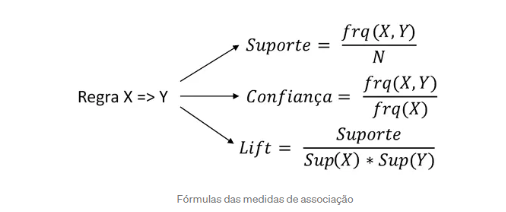 Suporte = frq(X,Y) / N
Regra X => Y
Confiança = frq(X,Y) / frq(X)
Lift = Suporte / Sup(X) * Sup(Y)
Fórmulas das medidas de associação